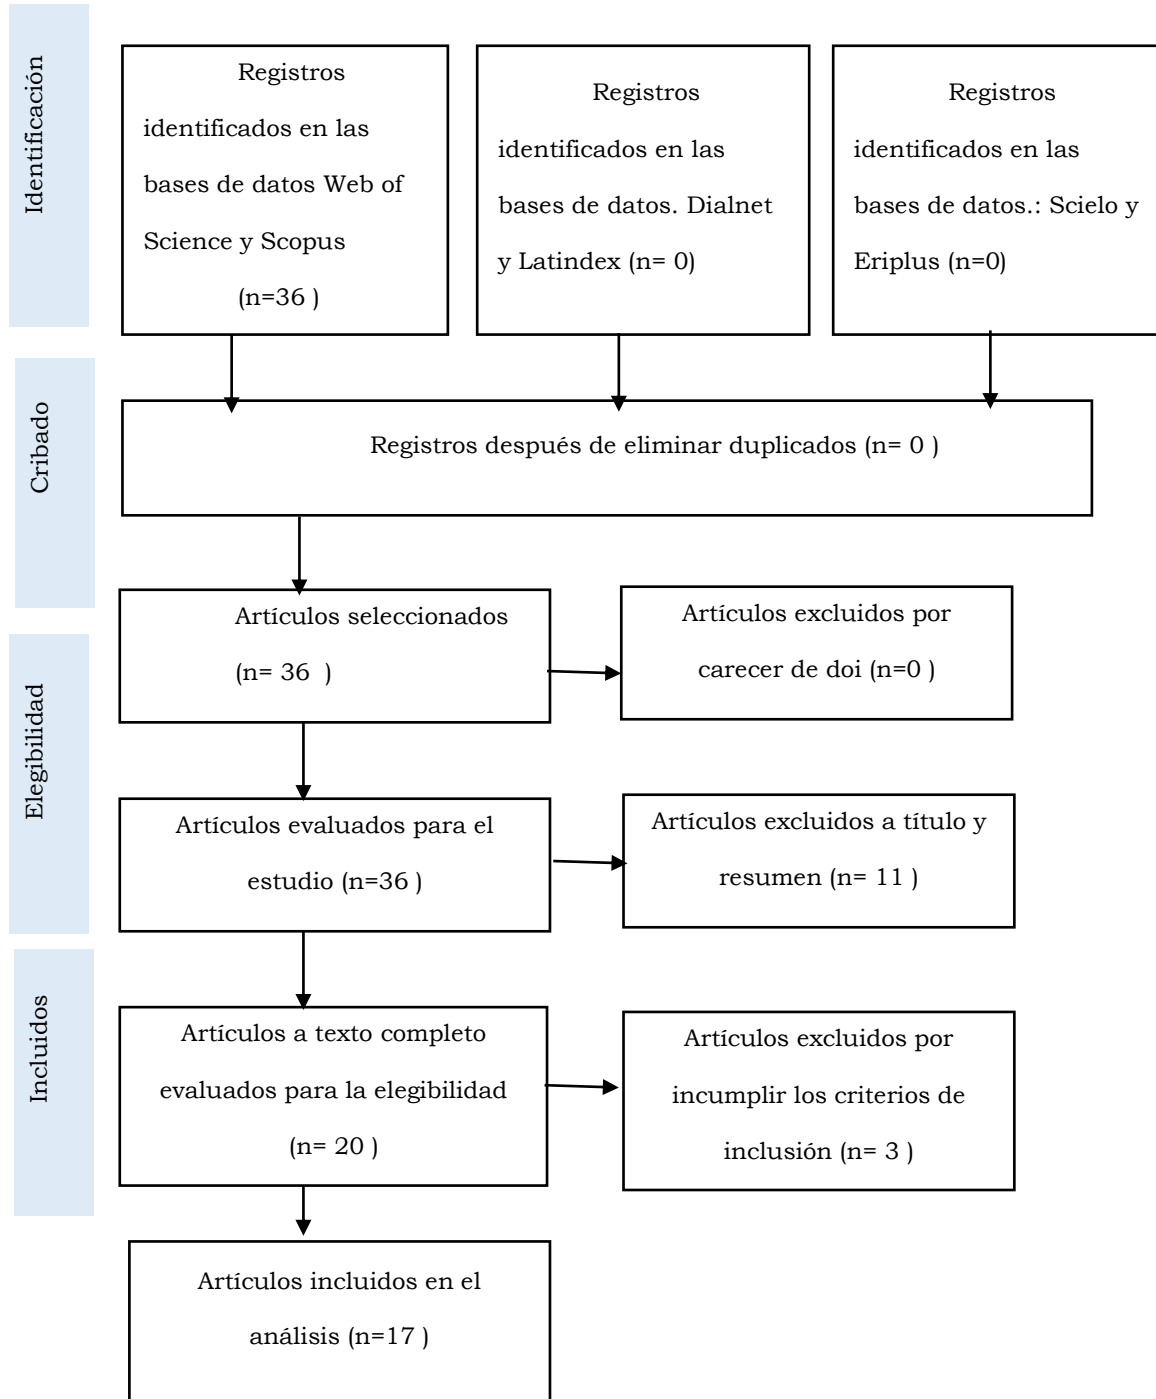 Identificación
Registros
identificados en las
bases de datos Web of
Science y Scopus
(n=36 )
Registros
identificados en las
bases de datos. Dialnet
y Latindex (n= 0)
Registros
identificados en las
bases de datos.: Scielo y
Eriplus (n=0)
Cribado
Registros después de eliminar duplicados (n= 0 )
Artículos seleccionados
(n= 36 )
Artículos excluidos por
carecer de doi (n=0 )
Elegibilidad
Artículos evaluados para el
estudio (n=36 )
Artículos excluidos a título y
resumen (n= 11 )
Incluidos
Artículos a texto completo
evaluados para la elegibilidad
(n= 20 )
Artículos excluidos por
incumplir los criterios de
inclusión (n= 3 )
Artículos incluidos en el
análisis (n=17 )